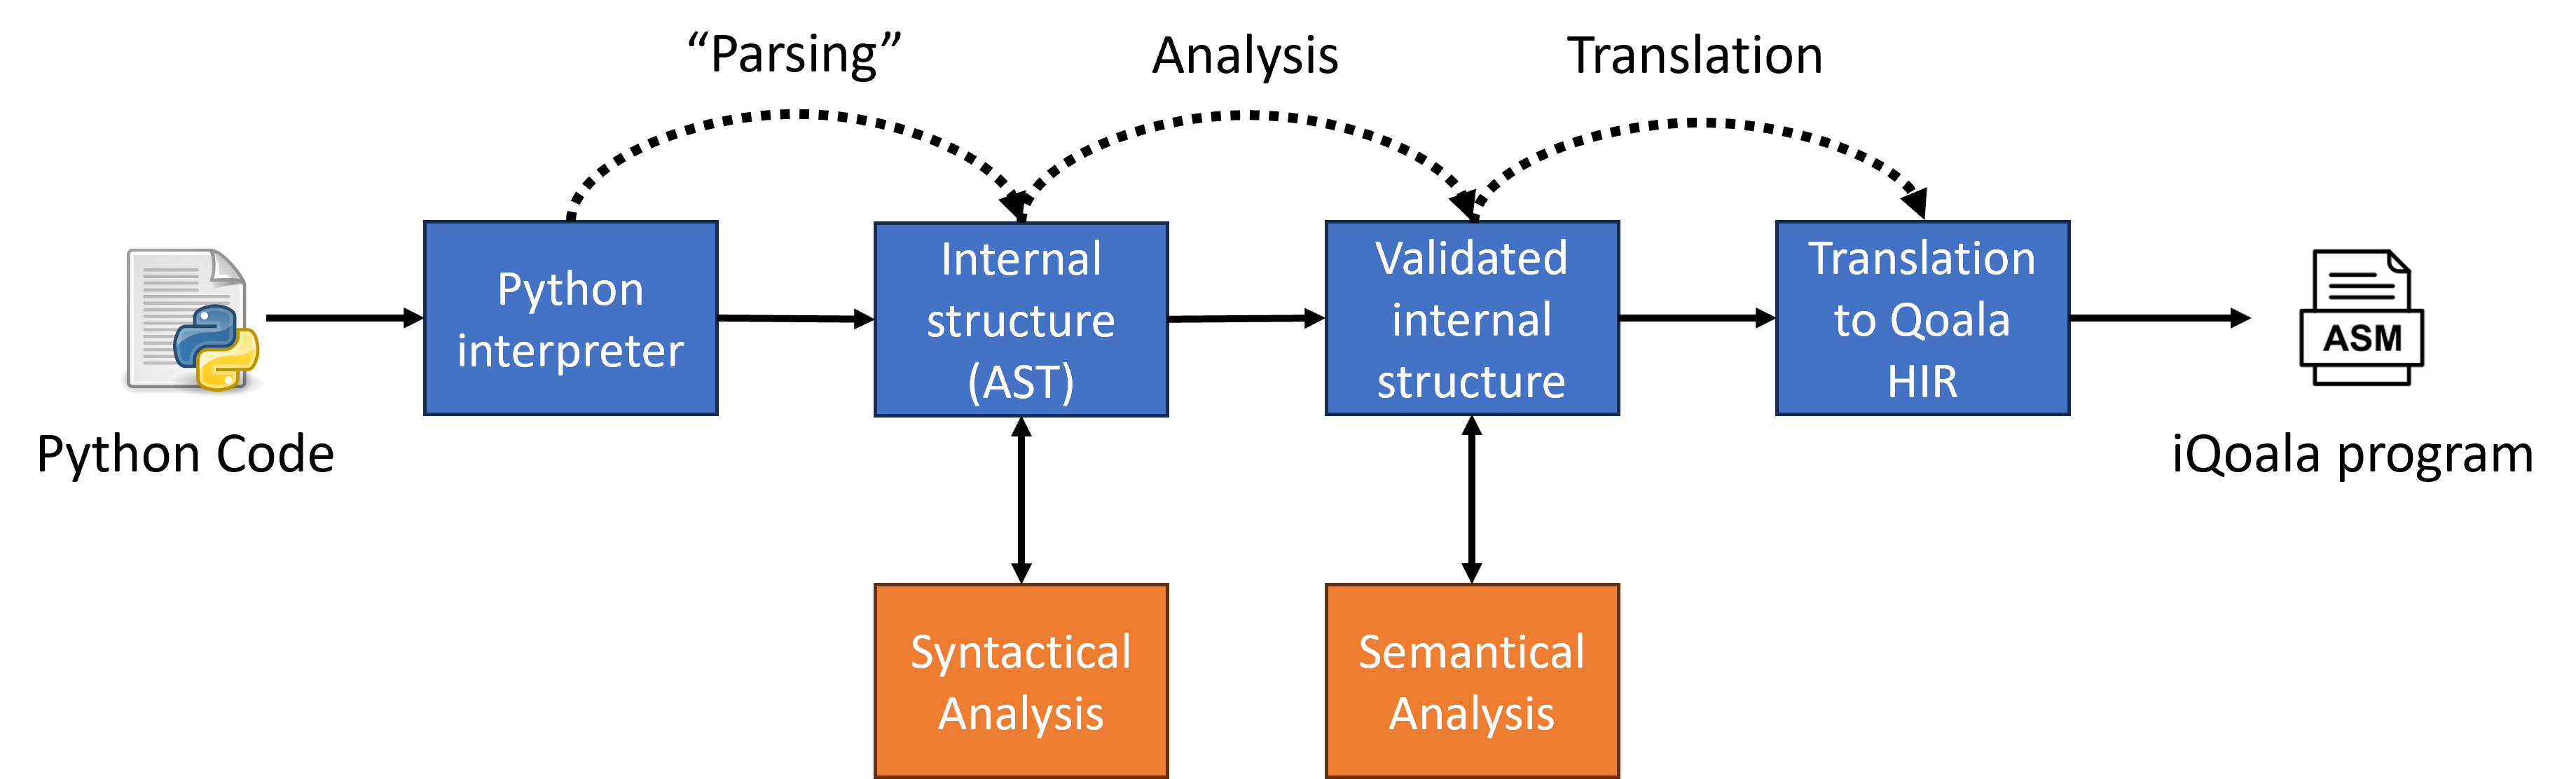 “Parsing”
Analysis
Translation
Python
interpreter
Internal
structure
(AST)
Validated
internal
structure
Translation
to Qoala
HIR
ASM
Python Code
iQoala program
Syntactical
Analysis
Semantical
Analysis